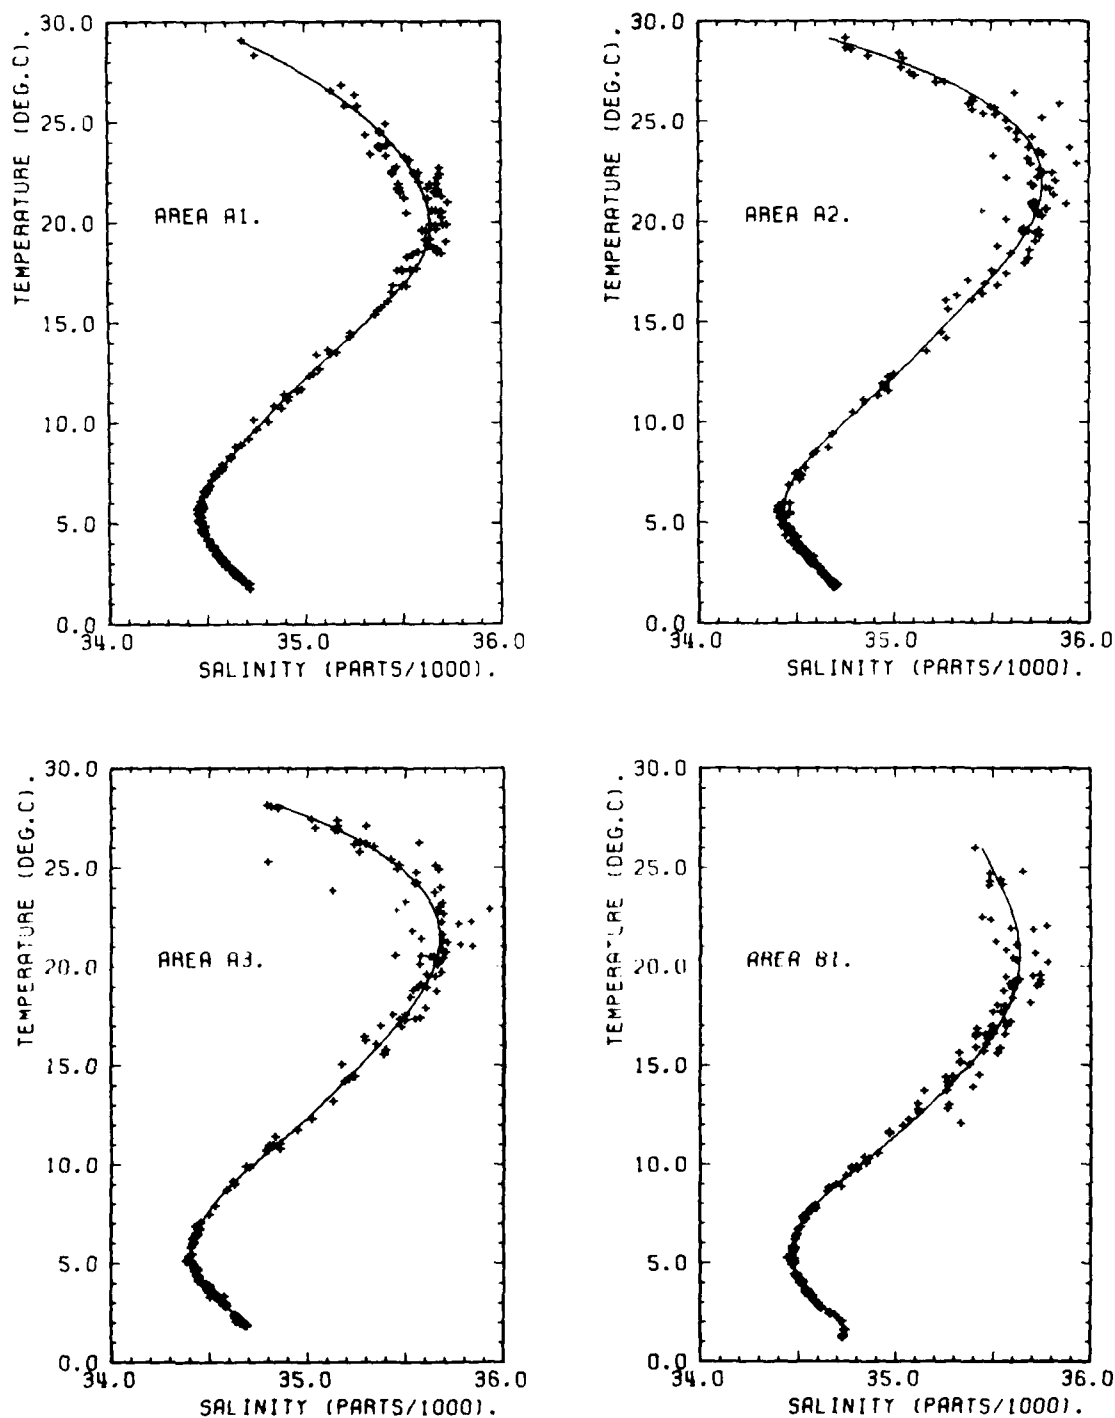 TEMPERATURE (DEG.C).
30.0
25.0
20.0
15.0
10.0
5.0
0.0
AREA A1.
34.0 35.0 36.0
SALINITY (PARTS/1000).
TEMPERATURE (DEG.C).
30.0
25.0
20.0
15.0
10.0
5.0
0.0
AREA A2.
34.0 35.0 36.0
SALINITY (PARTS/1000).
TEMPERATURE (DEG.C).
30.0
25.0
20.0
15.0
10.0
5.0
0.0
AREA A3.
34.0 35.0 36.0
SALINITY (PARTS/1000).
TEMPERATURE (DEG.C).
30.0
25.0
20.0
15.0
10.0
5.0
0.0
AREA B1.
34.0 35.0 36.0
SALINITY (PARTS/1000).